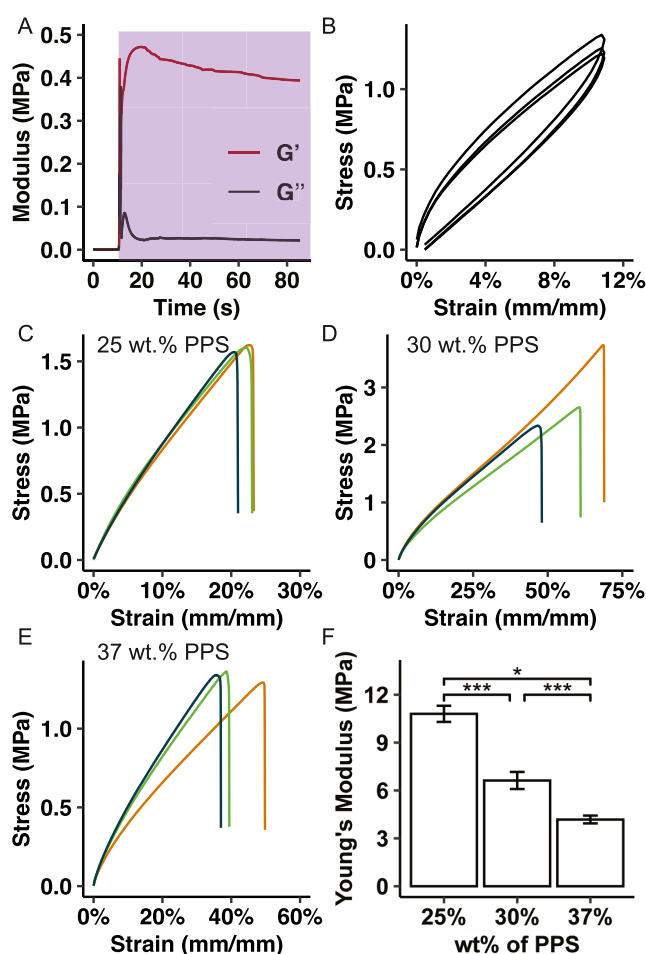 A
Modulus (MPa)
0.5
0.4
0.3
0.2
0.1
0.0
G’
G’’
0 20 40 60 80
Time (s)
B
Stress (MPa)
1.0
0.5
0.0
0% 4% 8% 12%
Strain (mm/mm)
C
25 wt.% PPS
Stress (MPa)
1.5
1.0
0.5
0.0
0% 10% 20% 30%
Strain (mm/mm)
D
30 wt.% PPS
Stress (MPa)
3
2
1
0
0% 25% 50% 75%
Strain (mm/mm)
E
37 wt.% PPS
Stress (MPa)
1.0
0.5
0.0
0% 20% 40% 60%
Strain (mm/mm)
F
Young's Modulus (MPa)
12
9
6
3
0
*
*** ***
25% 30% 37%
wt% of PPS